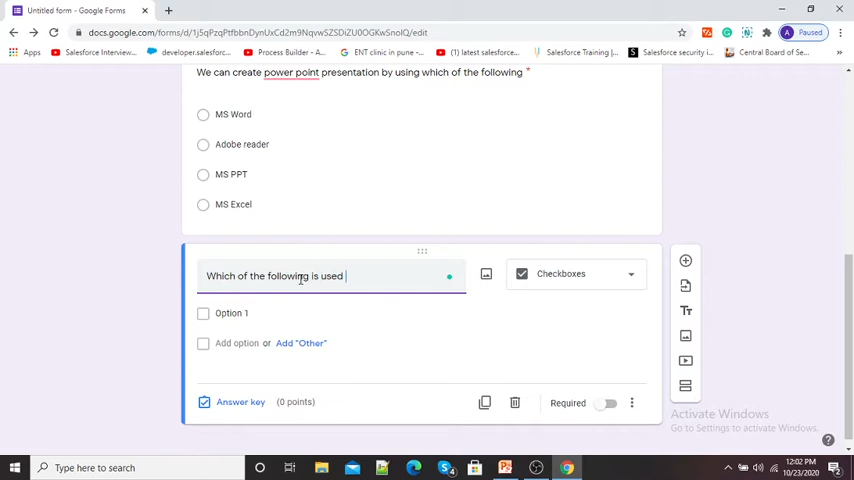 Untitled form - Google Forms
docs.google.com/forms/d/1j5qPzqPtfbbnDynUxCd2m9NqvwSZSDiZU0OGKwSnoIQ/edit
Paused
Apps
Salesforce Interview...
developer.salesforc...
Process Builder - A...
ENT clinic in pune -...
(1) latest salesforce...
Salesforce Training |...
Salesforce security i...
Central Board of Sec...
We can create power point presentation by using which of the following *
MS Word
Adobe reader
MS PPT
MS Excel
Which of the following is used
Checkboxes
Option 1
Add option or Add "Other"
Answer key (0 points)
Required
Activate Windows
Go to Settings to activate Windows.
Type here to search
12:02 PM
10/23/2020